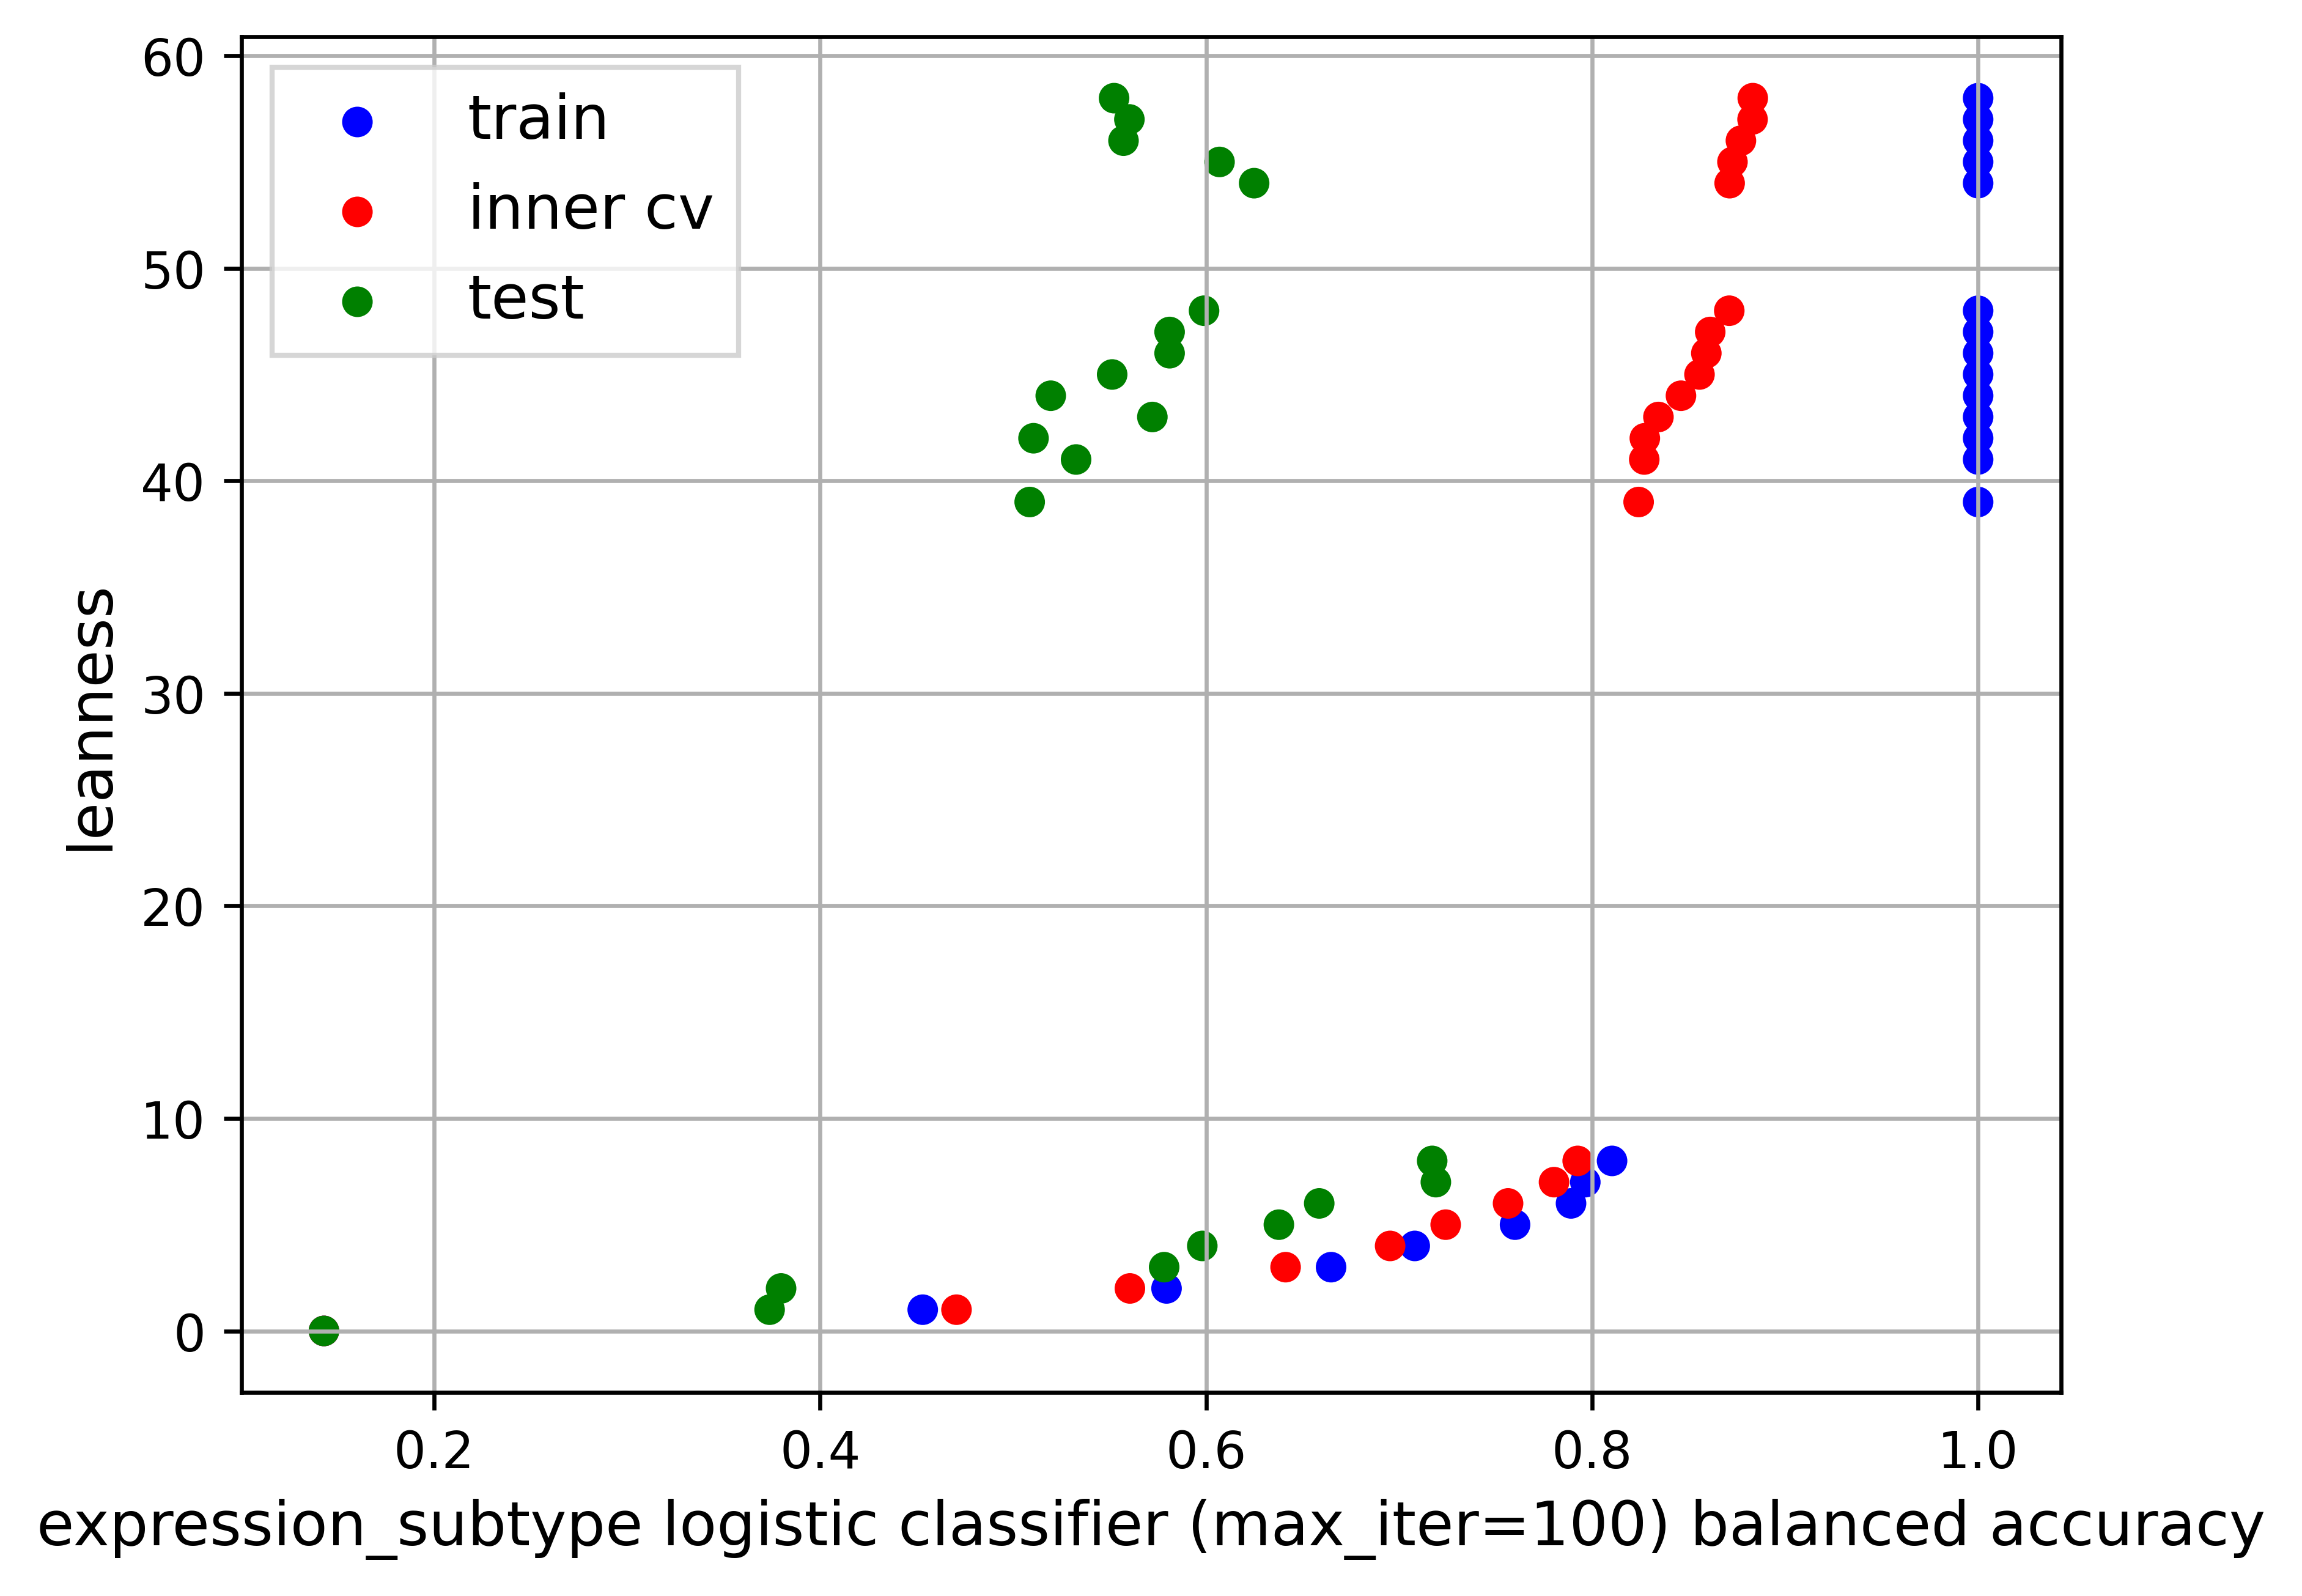 60
50
40
30
20
10
0
leanness
train
inner cv
test
0.2 0.4 0.6 0.8 1.0
expression_subtype logistic classifier (max_iter=100) balanced accuracy